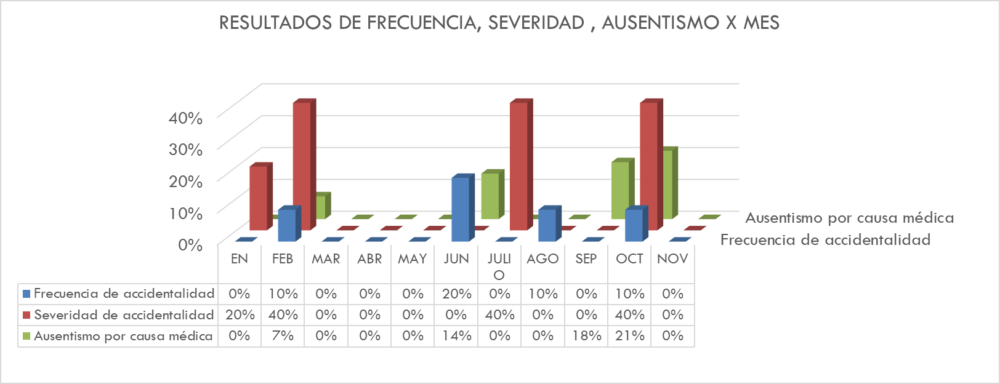 RESULTADOS DE FRECUENCIA, SEVERIDAD , AUSENTISMO X MES
40%
30%
20%
10%
0%
Ausentismo por causa médica
Frecuencia de accidentalidad
EN FEB MAR ABR MAY JUN JULI AGO SEP OCT NOV
O
Frecuencia de accidentalidad 0% 10% 0% 0% 0% 20% 0% 10% 0% 10% 0%
Severidad de accidentalidad 20% 40% 0% 0% 0% 0% 40% 0% 0% 40% 0%
Ausentismo por causa médica 0% 7% 0% 0% 0% 14% 0% 0% 18% 21% 0%